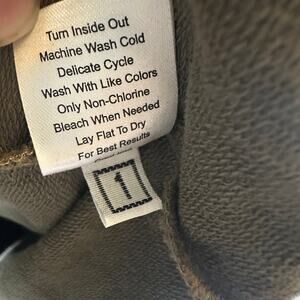 Turn Inside Out
Machine Wash Cold
Delicate Cycle
Wash With Like Colors
Only Non-Chlorine
Bleach When Needed
Lay Flat To Dry
For Best Results
1